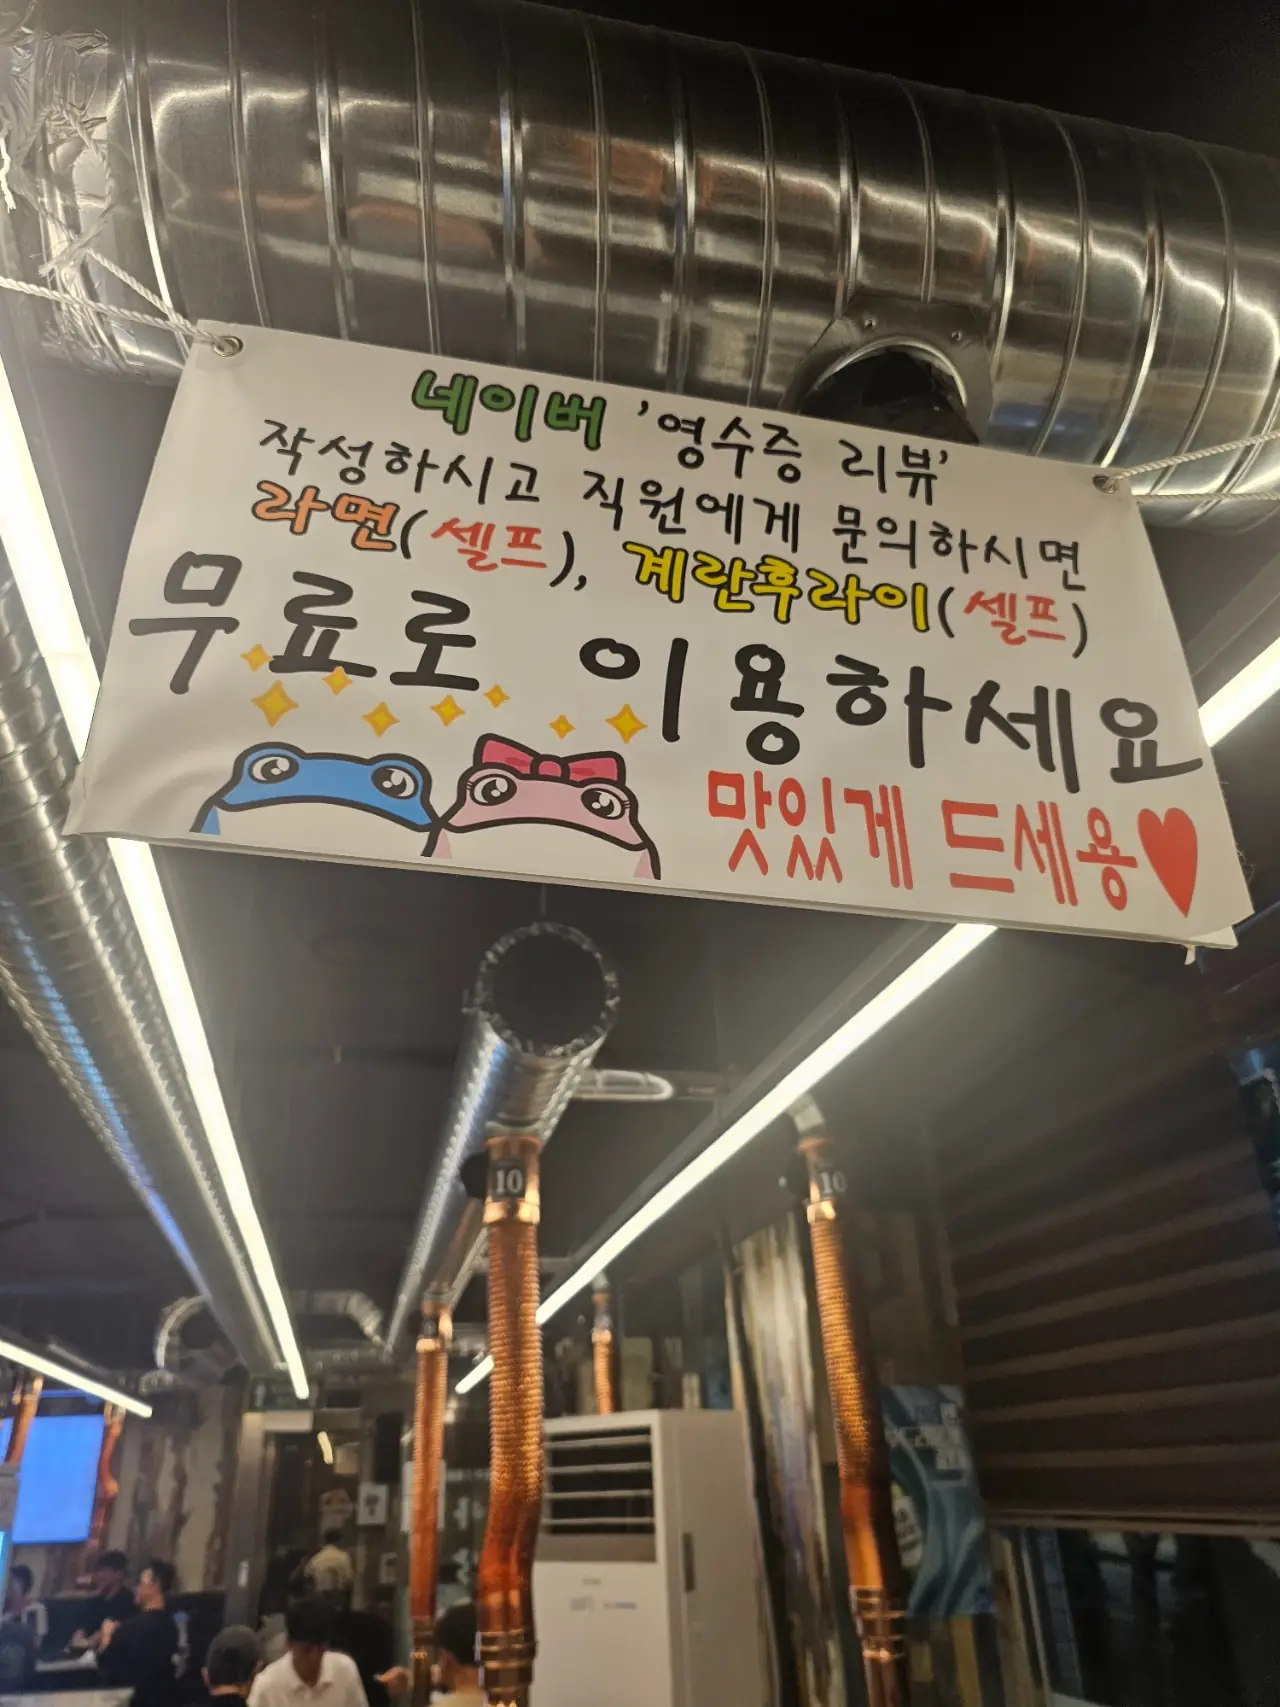 네이버 '영수증 리뷰'
작성하시고 직원에게 문의하시면
라면(셀프), 계란후라이(셀프)
무료로 이용하세요
맛있게 드세용♥
10
10